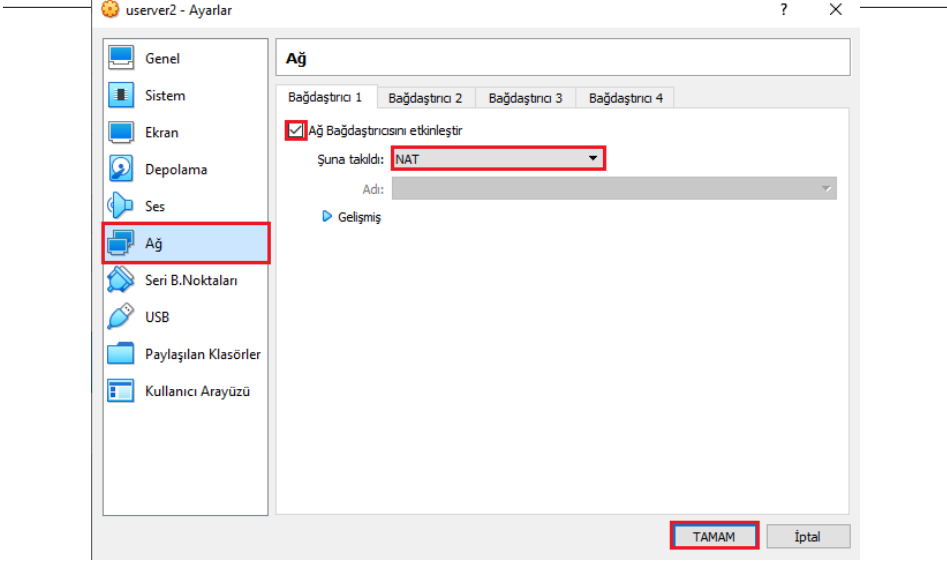 userver2 - Ayarlar
?
Genel
Sistem
Ekran
Depolama
Ses
Ağ
Seri B.Noktaları
USB
Paylaşılan Klasörler
Kullanıcı Arayüzü
Ağ
Bağdaştırıcı 1 Bağdaştırıcı 2 Bağdaştırıcı 3 Bağdaştırıcı 4
Ağ Bağdaştırıcısını etkinleştir
Şuna takıldı: NAT
Adı:
Gelişmiş
TAMAM İptal